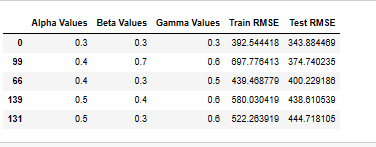 Alpha Values Beta Values Gamma Values Train RMSE Test RMSE
0 0.3 0.3 0.3 392.544418 343.884469
99 0.4 0.7 0.6 697.776413 374.740235
66 0.4 0.3 0.5 439.468779 400.229186
139 0.5 0.4 0.6 580.030419 438.610539
131 0.5 0.3 0.6 522.263919 444.718105